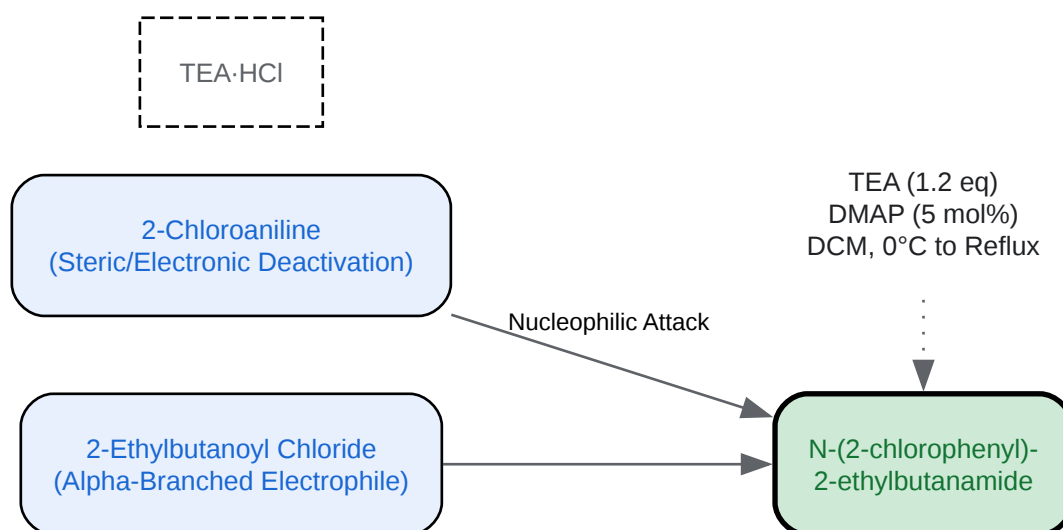 TEA·HCl
2-Chloroaniline
(Steric/Electronic Deactivation)
TEA (1.2 eq)
DMAP (5 mol%)
DCM, 0°C to Reflux
Nucleophilic Attack
2-Ethylbutanoyl Chloride
(Alpha-Branched Electrophile)
N-(2-chlorophenyl)-
2-ethylbutanamide